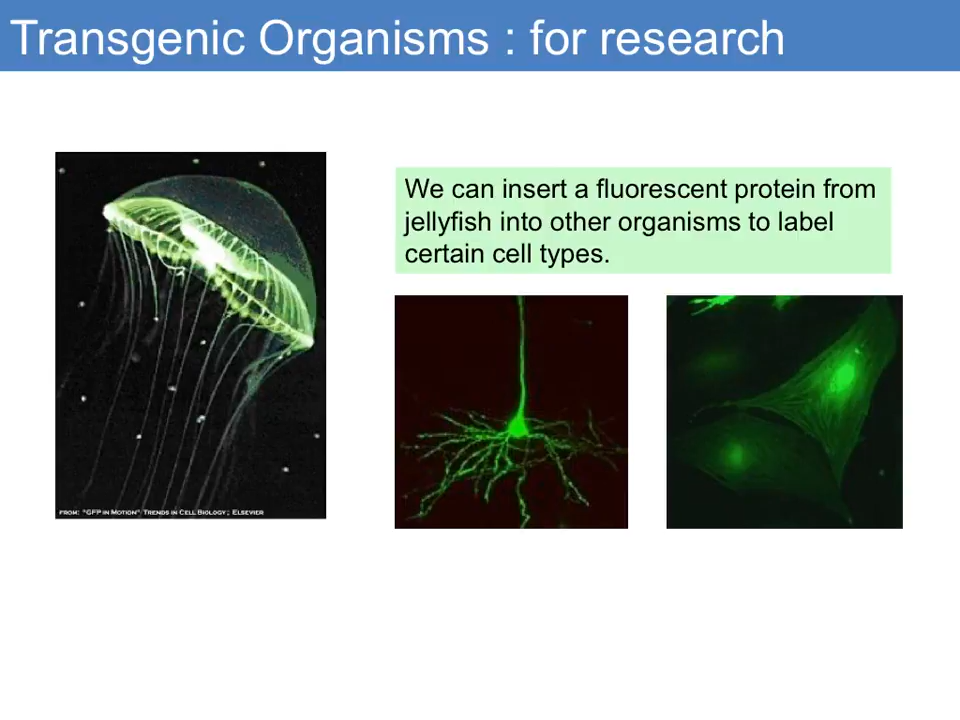 Transgenic Organisms : for research
We can insert a fluorescent protein from
jellyfish into other organisms to label
certain cell types.
FROM: "GFP IN MOTION" TRENDS IN CELL BIOLOGY; ELSEVIER